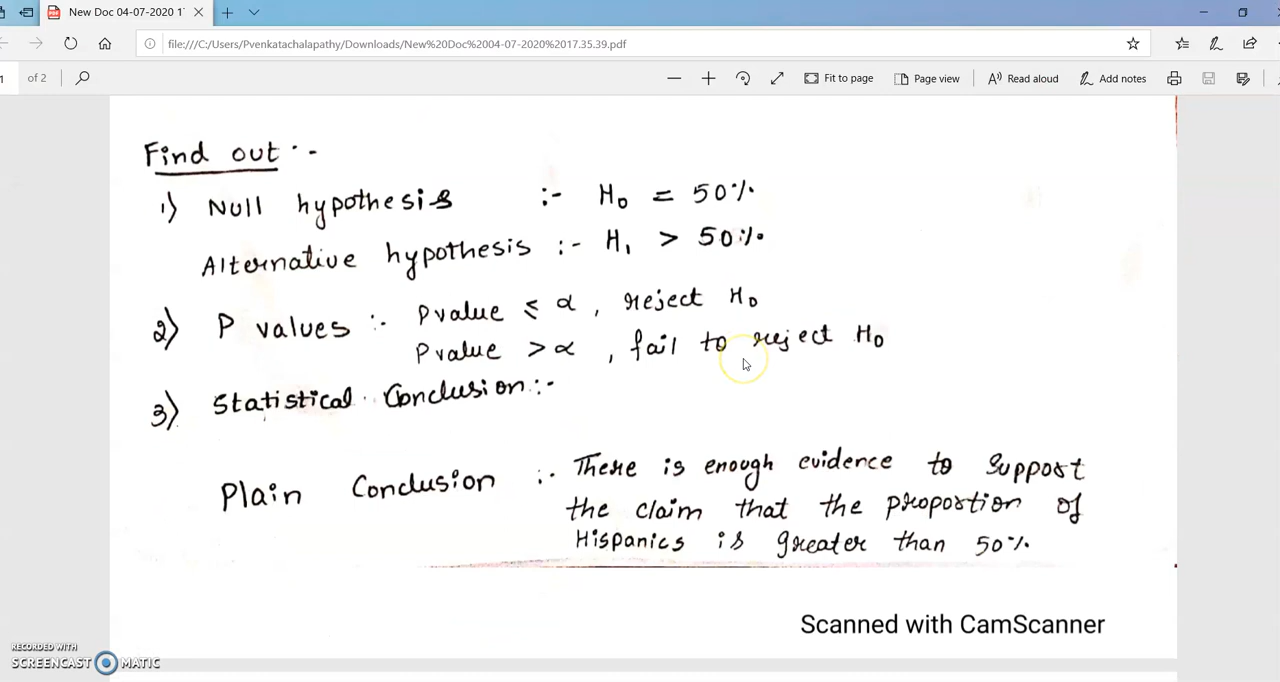 New Doc 04-07-2020 17
file:///C:/Users/Pvenkatachalapathy/Downloads/New%20Doc%2004-07-2020%2017.35.39.pdf
1 of 2
Fit to page
Page view
Read aloud
Add notes
Find out :-
1) Null hypothesis :- H₀ = 50%
Alternative hypothesis :- H₁ > 50%
2) P values :- Pvalue ≤ α, reject H₀
Pvalue > α, fail to reject H₀
3) Statistical Conclusion :-
Plain Conclusion :- There is enough evidence to support
the claim that the proportion of
Hispanics is greater than 50%
Scanned with CamScanner
RECORDED WITH
SCREENCAST MATIC